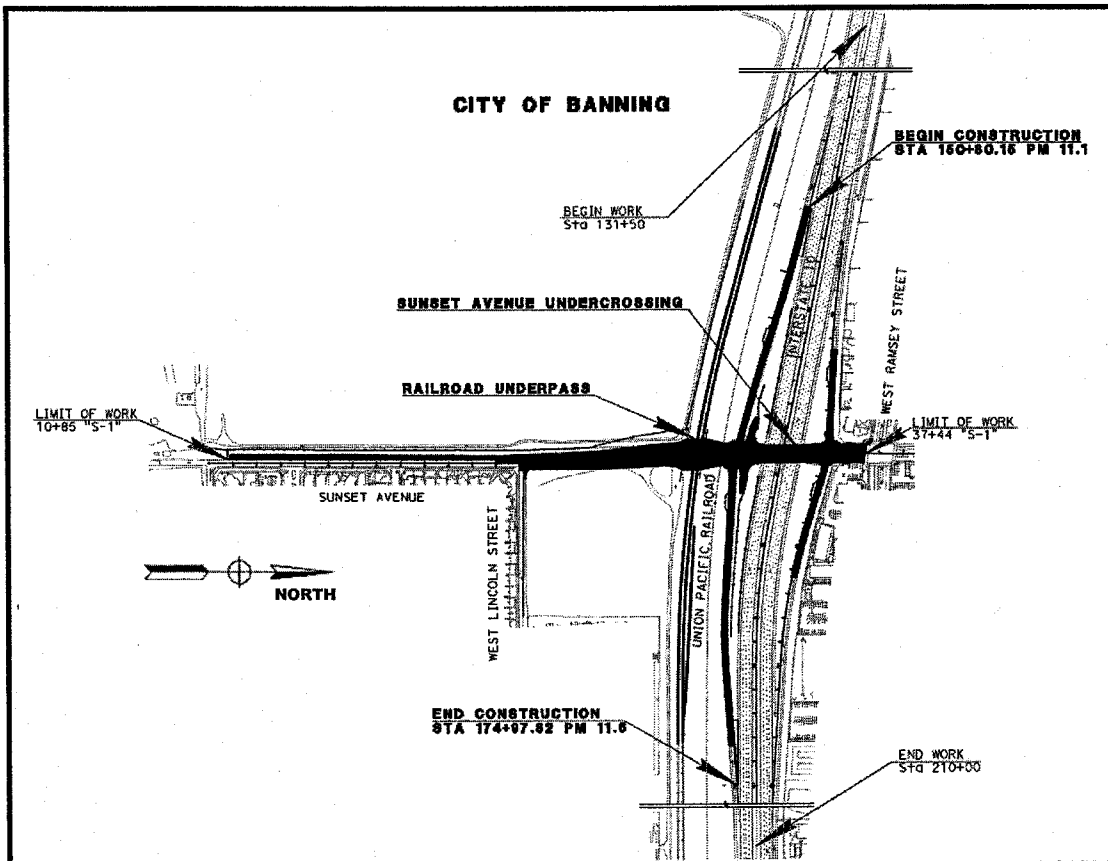 CITY OF BANNING
BEGIN CONSTRUCTION
STA 150+80.15 PM 11.1
BEGIN WORK
Sta 131+50
SUNSET AVENUE UNDERCROSSING
INTERSTATE 10
WEST RAMSEY STREET
RAILROAD UNDERPASS
LIMIT OF WORK
10+85 "S-1"
LIMIT OF WORK
37+44 "S-1"
SUNSET AVENUE
WEST LINCOLN STREET
UNION PACIFIC RAILROAD
NORTH
END CONSTRUCTION
STA 174+97.82 PM 11.6
END WORK
Sta 210+00